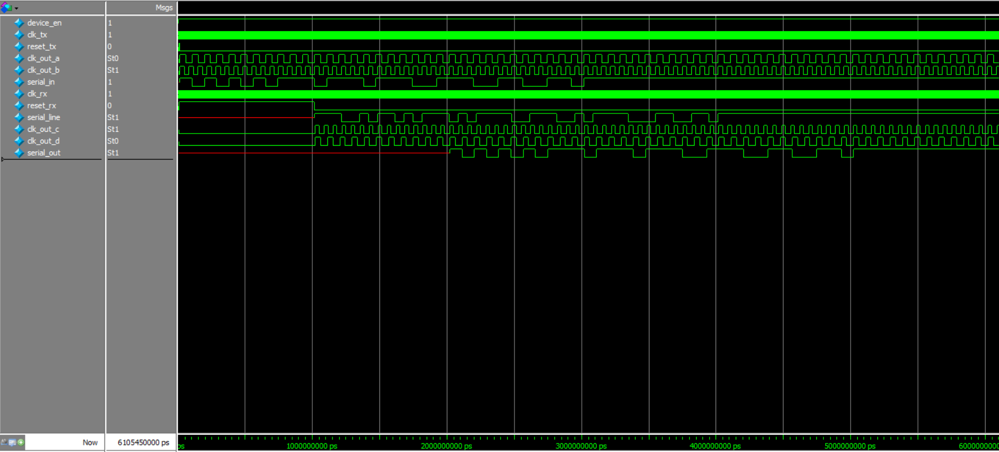 Msgs
device_en 1
clk_tx 1
reset_tx 0
clk_out_a St0
clk_out_b St1
serial_in 1
clk_rx 1
reset_rx 0
serial_line St1
clk_out_c St1
clk_out_d St0
serial_out St1
Now 6105450000 ps
ps 1000000000 ps 2000000000 ps 3000000000 ps 4000000000 ps 5000000000 ps 6000000000